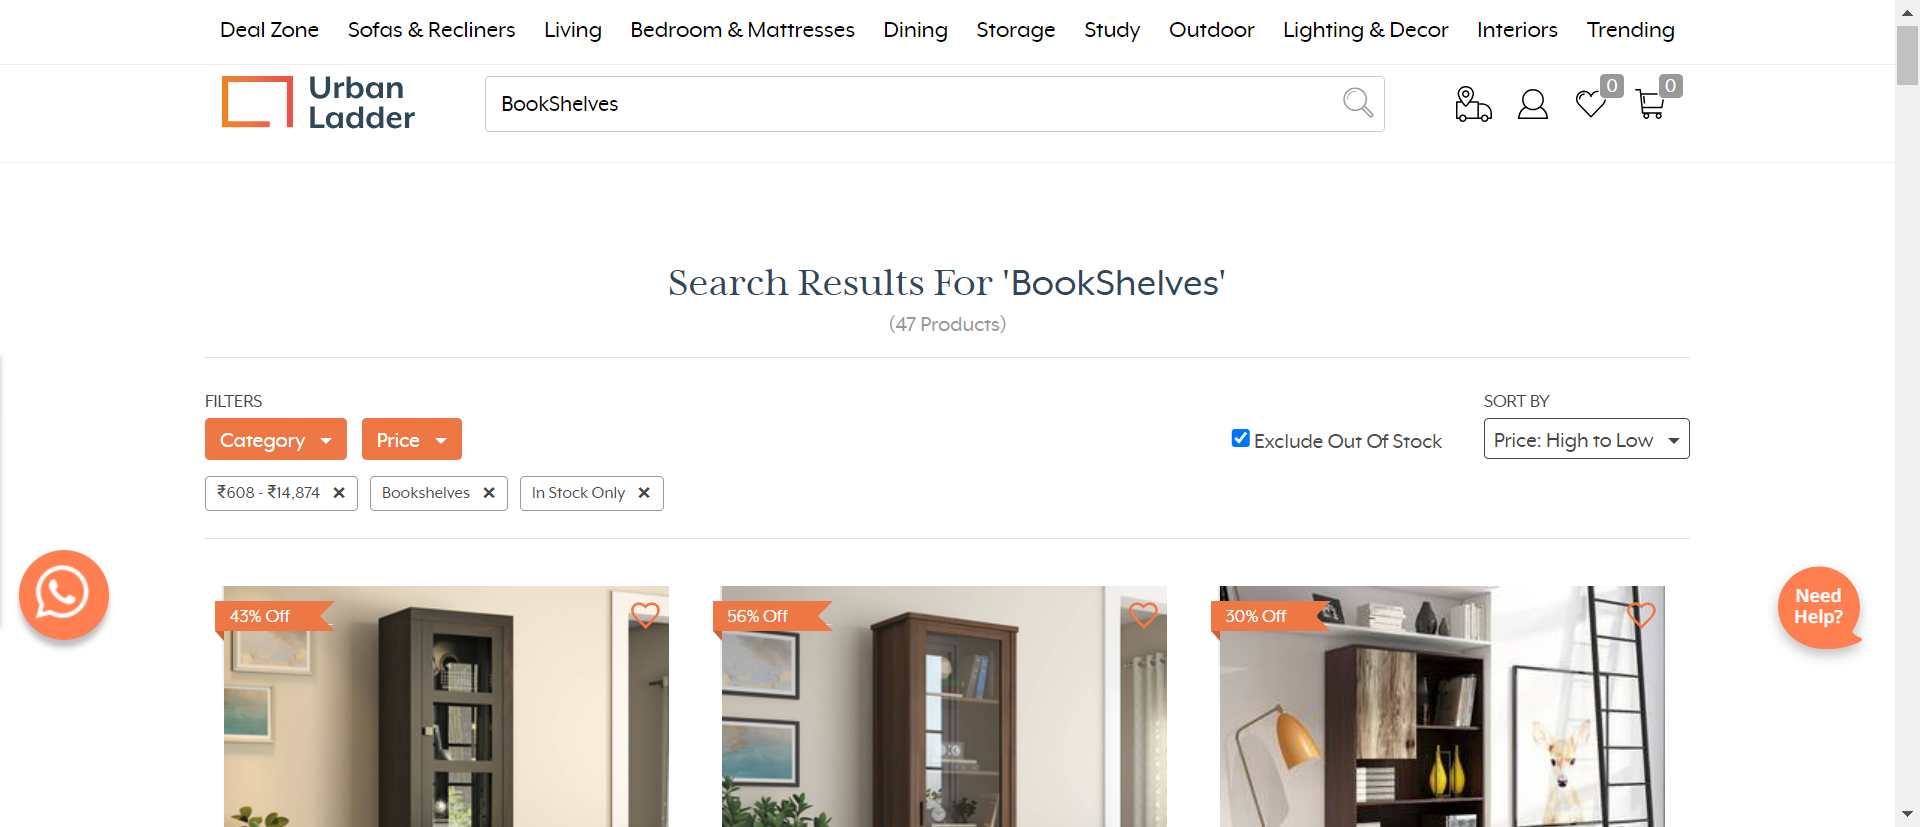 Deal Zone Sofas & Recliners Living Bedroom & Mattresses Dining Storage Study Outdoor Lighting & Decor Interiors Trending
Urban
Ladder
BookShelves
0
0
Search Results For 'BookShelves'
(47 Products)
FILTERS
SORT BY
Category
Price
Exclude Out Of Stock
Price: High to Low
₹608 - ₹14,874 ✕
Bookshelves ✕
In Stock Only ✕
43% Off
56% Off
30% Off
Need
Help?